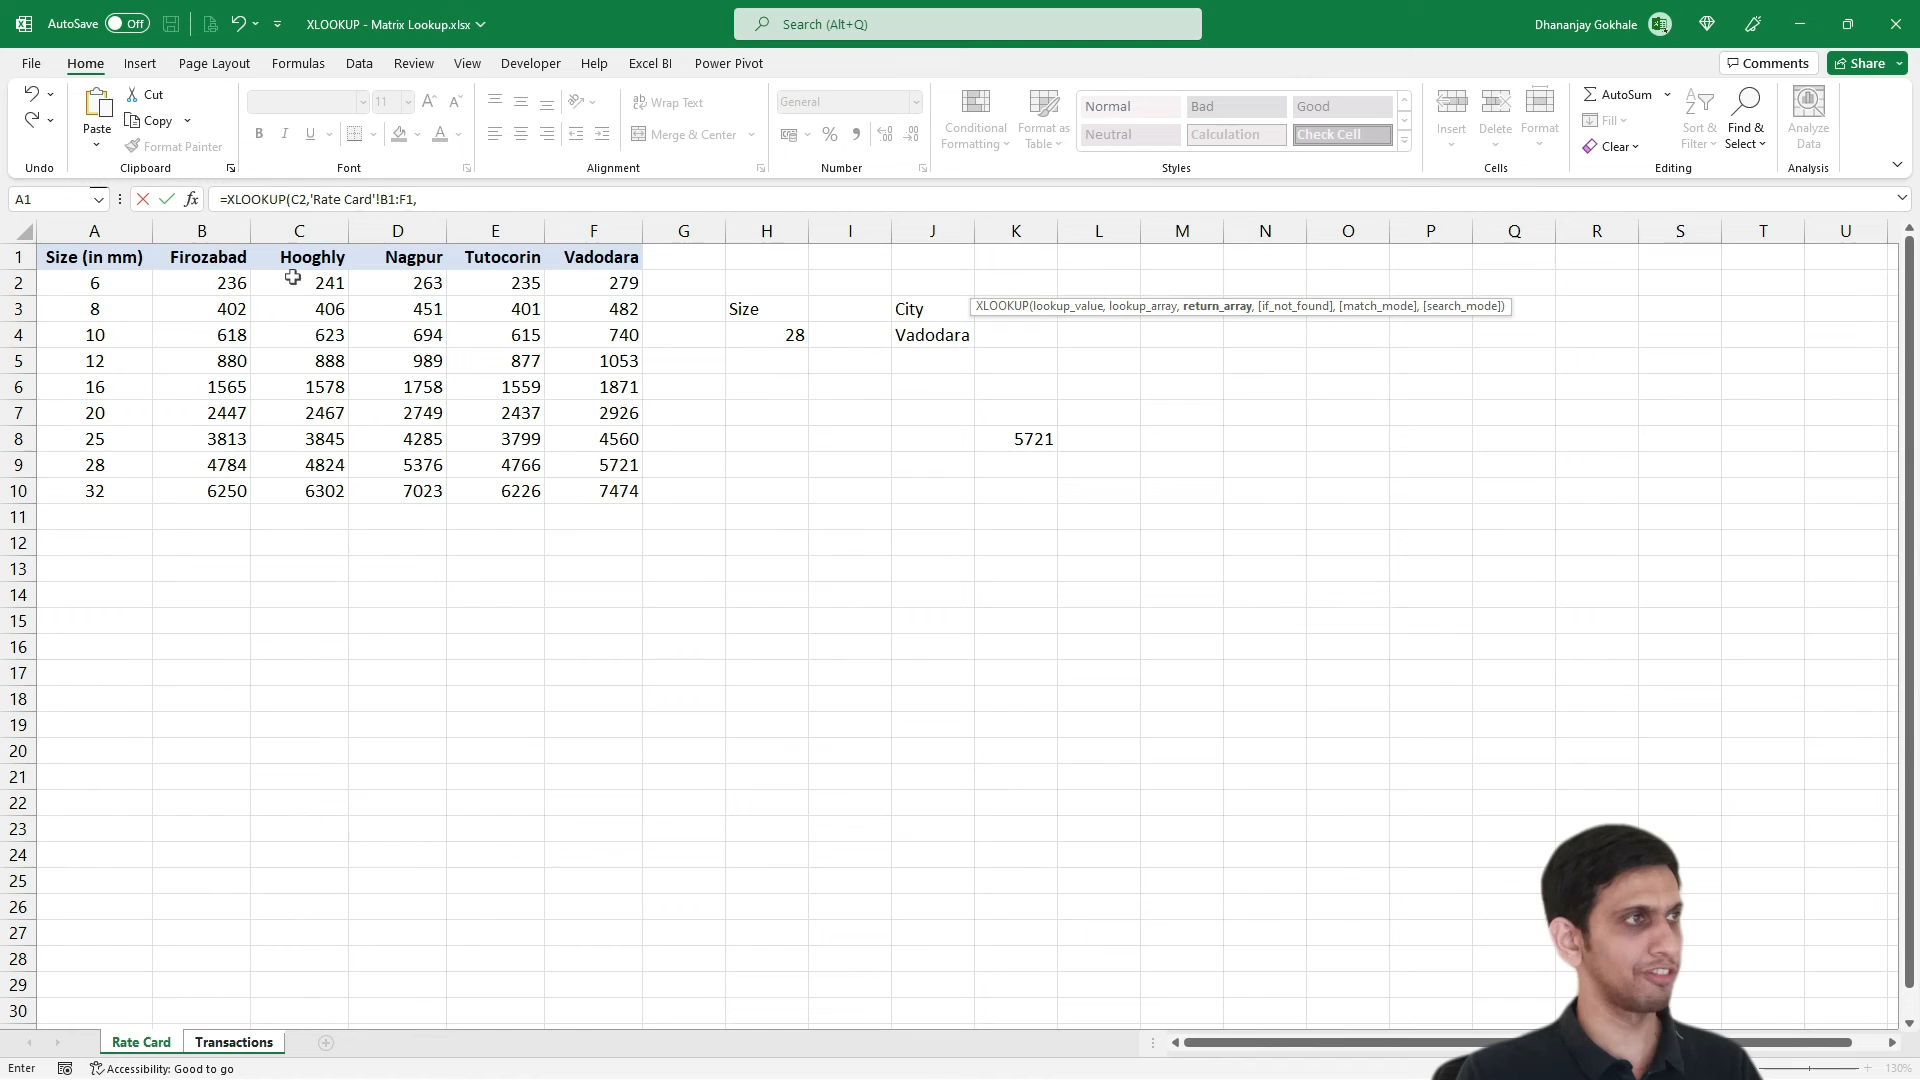 AutoSave Off XLOOKUP - Matrix Lookup.xlsx Search (Alt+Q) Dhananjay Gokhale
File Home Insert Page Layout Formulas Data Review View Developer Help Excel BI Power Pivot Comments Share
Undo
Paste Cut
Copy
Format Painter
Clipboard
11
B I U
Font
Wrap Text
Merge & Center
Alignment
General
Number
Conditional Formatting
Format as Table
Normal Bad Good
Neutral Calculation Check Cell
Styles
Insert Delete Format
Cells
AutoSum
Fill
Clear
Sort & Filter
Find & Select
Editing
Analyze Data
Analysis
A1 fx =XLOOKUP(C2,'Rate Card'!B1:F1,
A B C D E F G H I J K L M N O P Q R S T U
1 Size (in mm) Firozabad Hooghly Nagpur Tutocorin Vadodara
2 6 236 241 263 235 279
3 8 402 406 451 401 482 Size City XLOOKUP(lookup_value, lookup_array, return_array, [if_not_found], [match_mode], [search_mode])
4 10 618 623 694 615 740 28 Vadodara
5 12 880 888 989 877 1053
6 16 1565 1578 1758 1559 1871
7 20 2447 2467 2749 2437 2926
8 25 3813 3845 4285 3799 4560 5721
9 28 4784 4824 5376 4766 5721
10 32 6250 6302 7023 6226 7474
11
12
13
14
15
16
17
18
19
20
21
22
23
24
25
26
27
28
29
30
Rate Card Transactions
Enter Accessibility: Good to go 130%